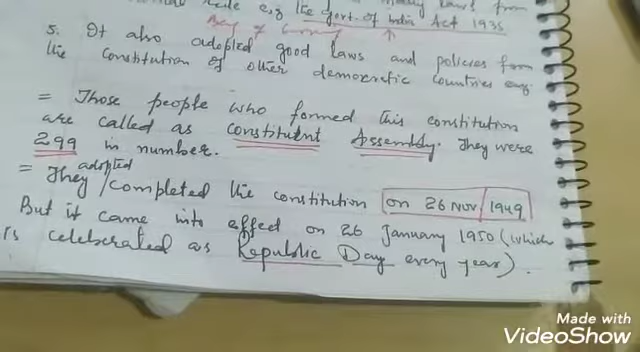 rule e.g the govt. of India Act 1935
5. It also adopted good laws and policies from
the constitution of other democratic countries e.g.
= Those people who formed this constitution
are called as Constituent Assembly. They were
299 in number.
adopted
= They / completed the constitution on 26 Nov, 1949
But it came into effect on 26 January 1950 (which
is celeberated as Republic Day every year).
Made with
VideoShow